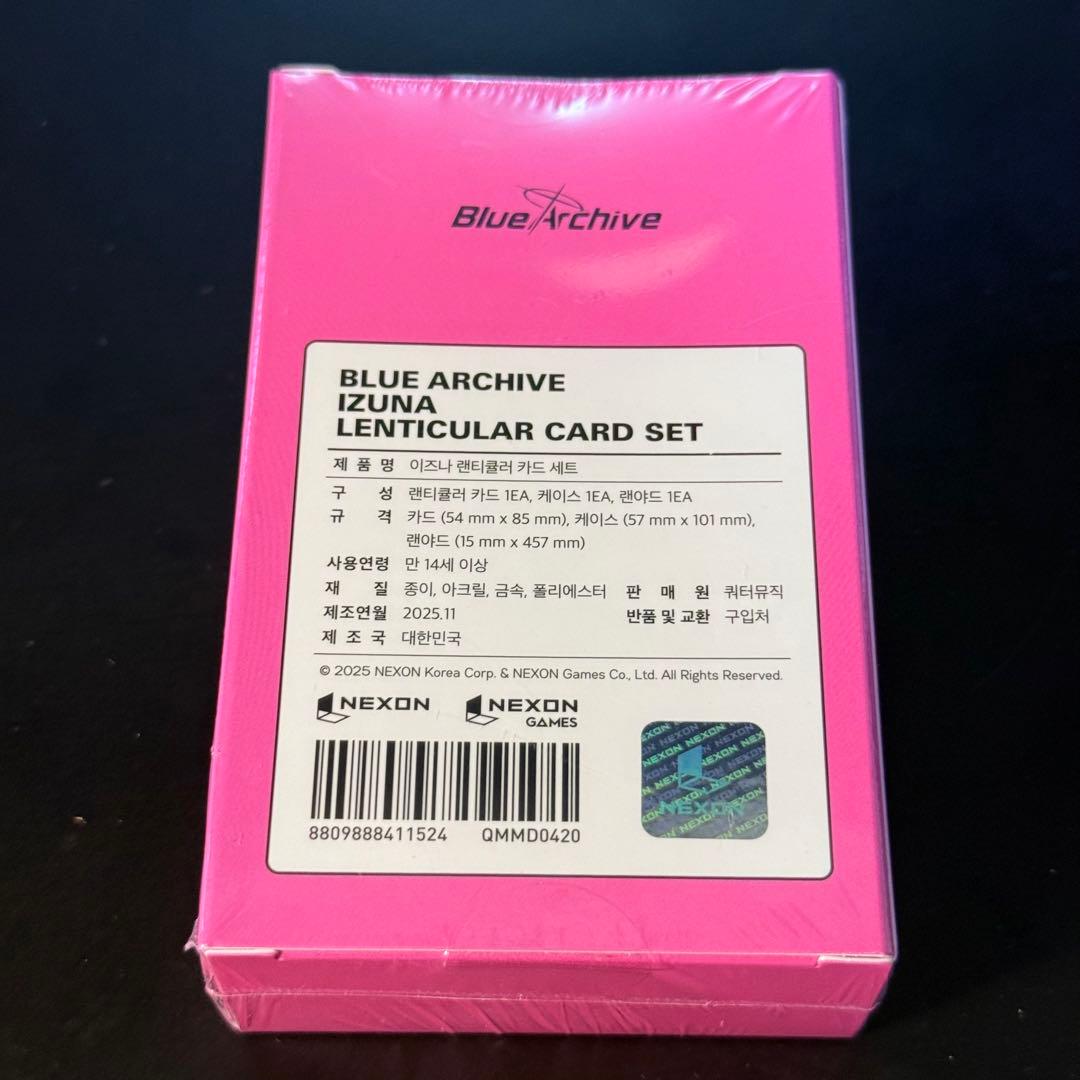 Blue Archive
BLUE ARCHIVE
IZUNA
LENTICULAR CARD SET
제품명 이즈나 랜티큘러 카드 세트
구성 랜티큘러 카드 1EA, 케이스 1EA, 랜야드 1EA
규격 카드 (54 mm x 85 mm), 케이스 (57 mm x 101 mm),
랜야드 (15 mm x 457 mm)
사용연령 만 14세 이상
재질 종이, 아크릴, 금속, 폴리에스터 판매원 쿼터뮤직
제조연월 2025.11 반품 및 교환 구입처
제조국 대한민국
© 2025 NEXON Korea Corp. & NEXON Games Co., Ltd. All Rights Reserved.
NEXON NEXON
GAMES
8809888411524 QMMD0420
NEXON